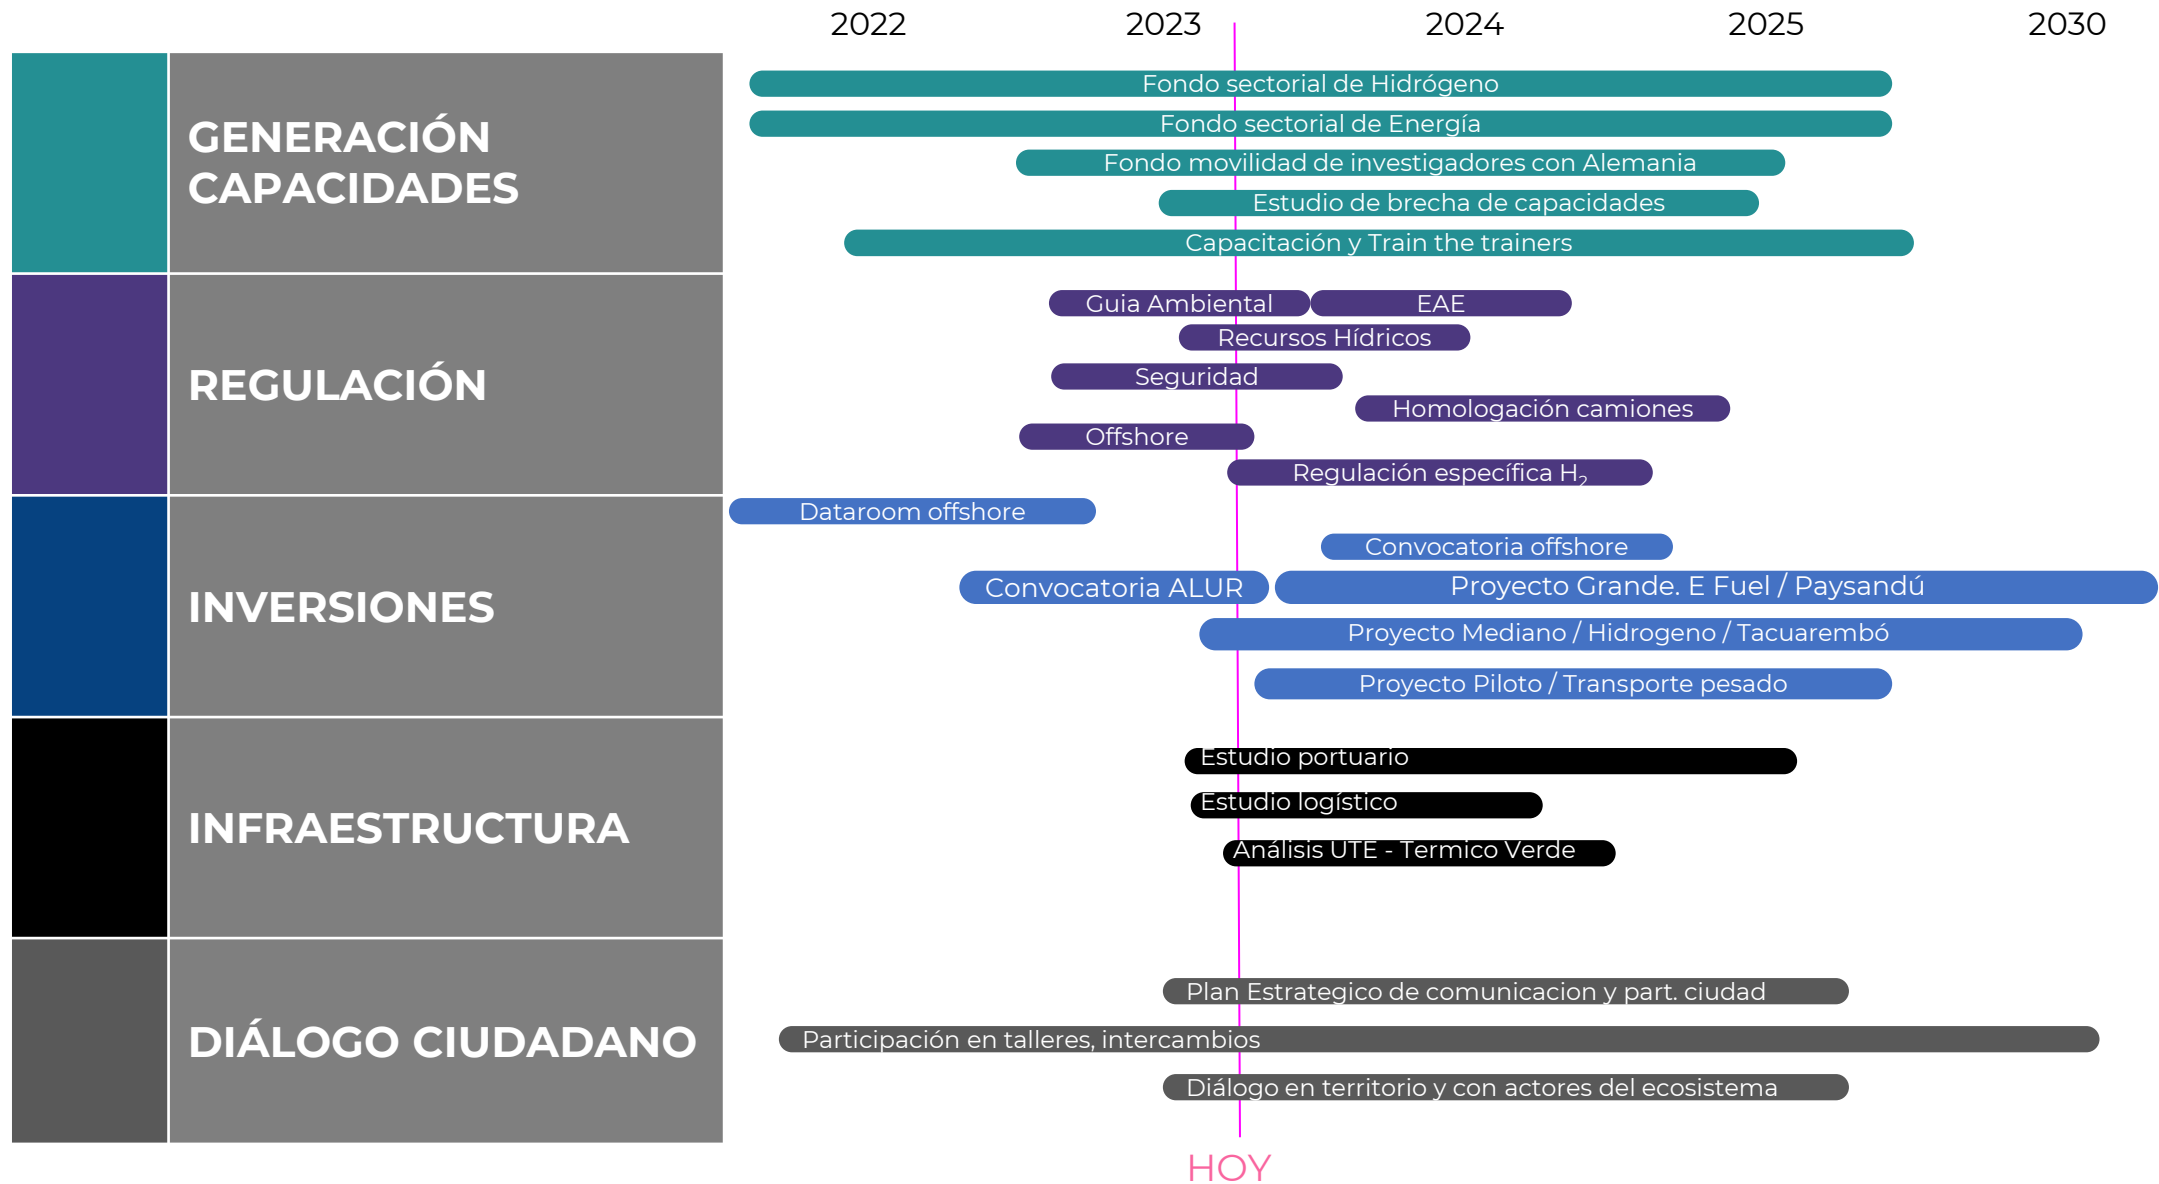 2022 2023 2024 2025 2030
GENERACIÓN
CAPACIDADES
Fondo sectorial de Hidrógeno
Fondo sectorial de Energía
Fondo movilidad de investigadores con Alemania
Estudio de brecha de capacidades
Capacitación y Train the trainers
REGULACIÓN
Guia Ambiental EAE
Recursos Hídricos
Seguridad
Homologación camiones
Offshore
Regulación específica H₂
INVERSIONES
Dataroom offshore
Convocatoria offshore
Convocatoria ALUR Proyecto Grande. E Fuel / Paysandú
Proyecto Mediano / Hidrogeno / Tacuarembó
Proyecto Piloto / Transporte pesado
INFRAESTRUCTURA
Estudio portuario
Estudio logístico
Análisis UTE - Termico Verde
DIÁLOGO CIUDADANO
Plan Estrategico de comunicacion y part. ciudad
Participación en talleres, intercambios
Diálogo en territorio y con actores del ecosistema
HOY